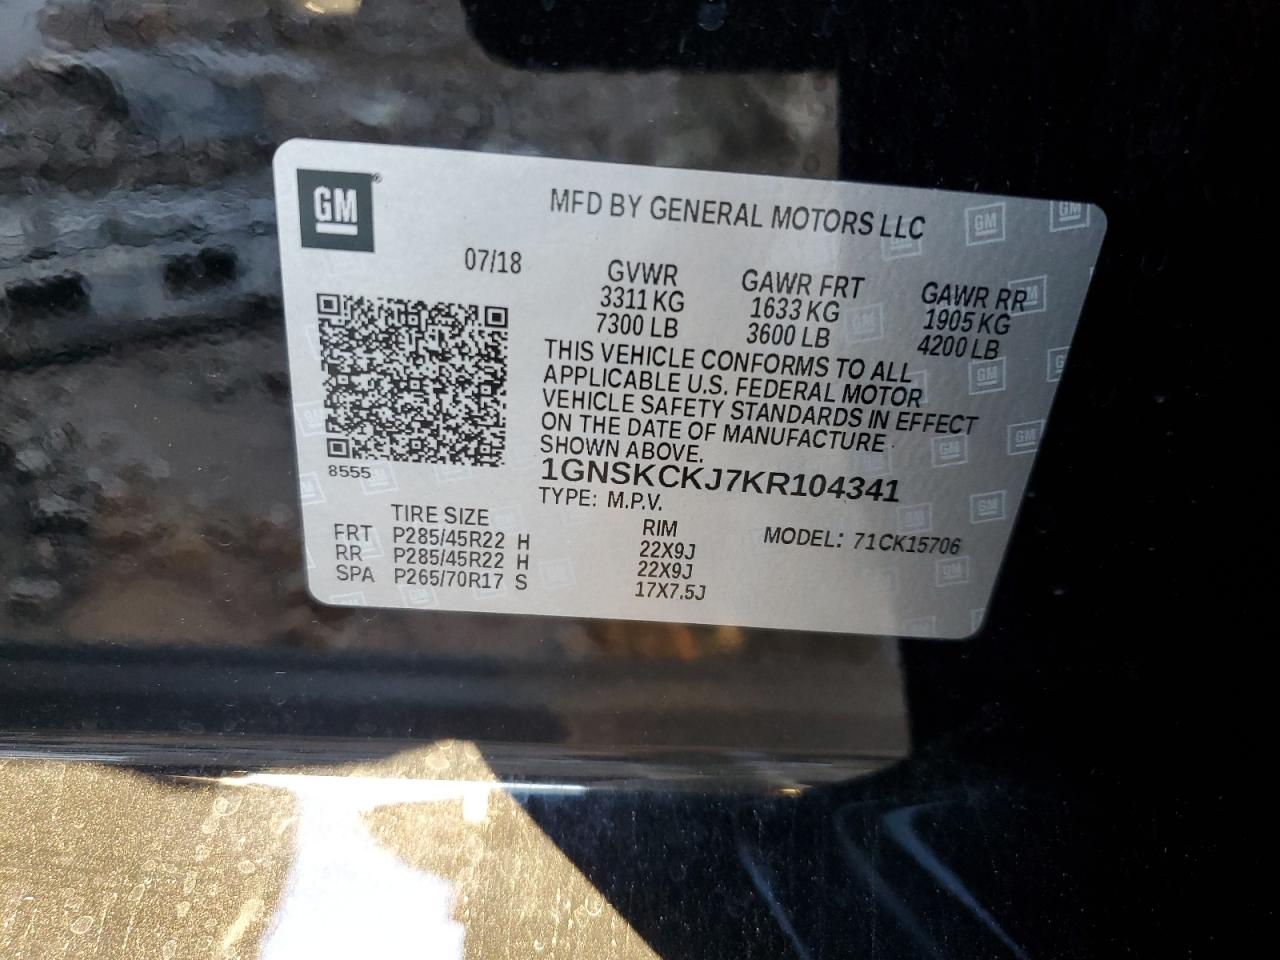 GM
MFD BY GENERAL MOTORS LLC
07/18
GVWR
3311 KG
7300 LB
GAWR FRT
1633 KG
3600 LB
GAWR RR
1905 KG
4200 LB
THIS VEHICLE CONFORMS TO ALL
APPLICABLE U.S. FEDERAL MOTOR
VEHICLE SAFETY STANDARDS IN EFFECT
ON THE DATE OF MANUFACTURE
SHOWN ABOVE.
8555
1GNSKCKJ7KR104341
TYPE: M.P.V.
TIRE SIZE RIM
FRT P285/45R22 H 22X9J
RR P285/45R22 H 22X9J
SPA P265/70R17 S 17X7.5J
MODEL: 71CK15706